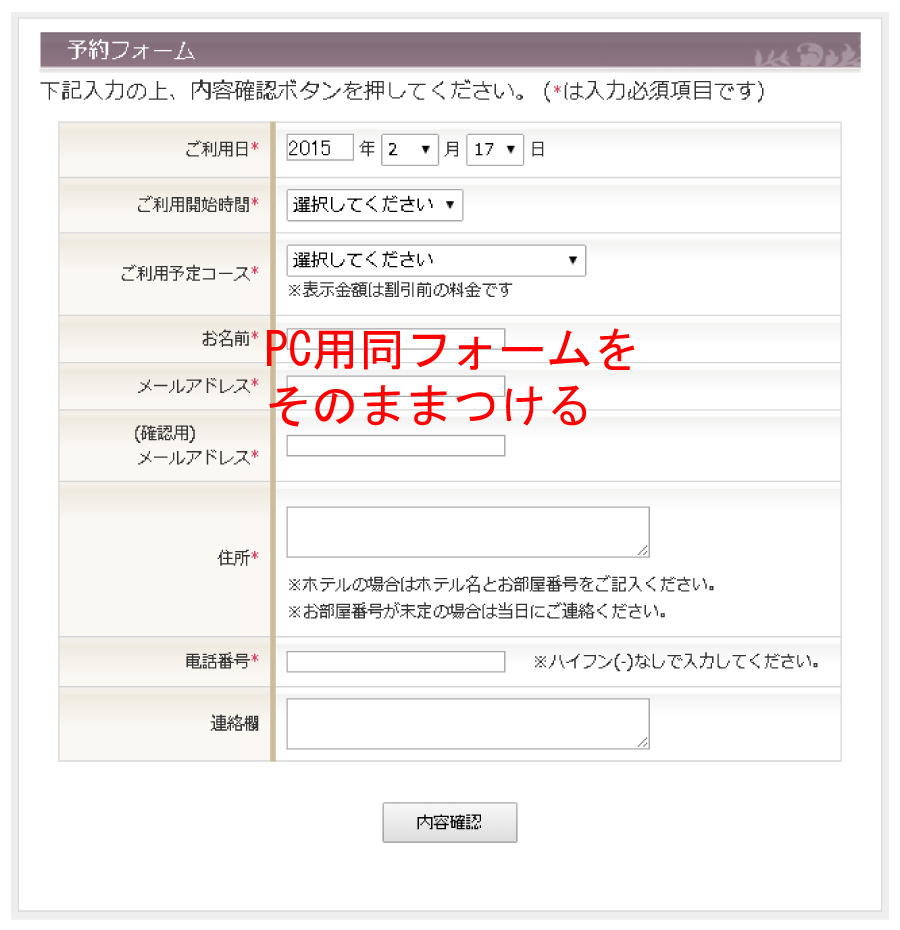 予約フォーム
下記入力の上、内容確認ボタンを押してください。(*は入力必須項目です)
ご利用日* 2015 年 2 ▼ 月 17 ▼ 日
ご利用開始時間* 選択してください ▼
ご利用予定コース* 選択してください ▼
※表示金額は割引前の料金です
お名前*
PC用同フォームを
メールアドレス*
そのままつける
(確認用)
メールアドレス*
住所*
※ホテルの場合はホテル名とお部屋番号をご記入ください。
※お部屋番号が未定の場合は当日にご連絡ください。
電話番号* ※ハイフン(-)なしで入力してください。
連絡欄
内容確認